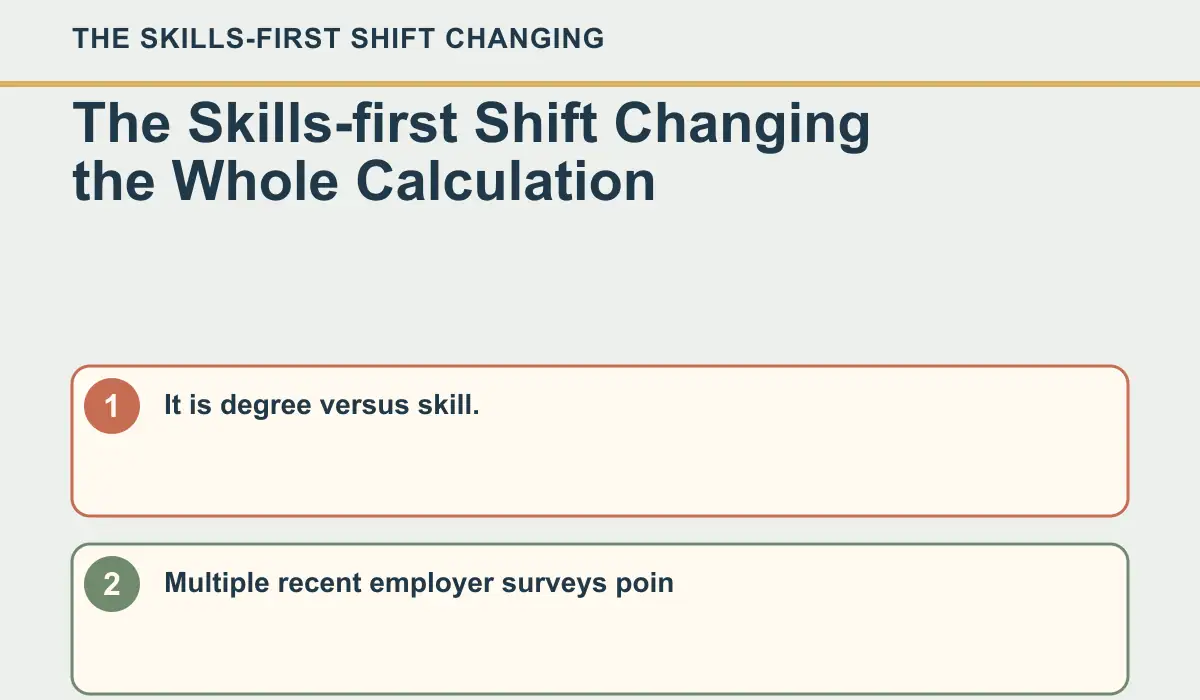 THE SKILLS-FIRST SHIFT CHANGING
The Skills-first Shift Changing
the Whole Calculation
1 It is degree versus skill.
2 Multiple recent employer surveys poin